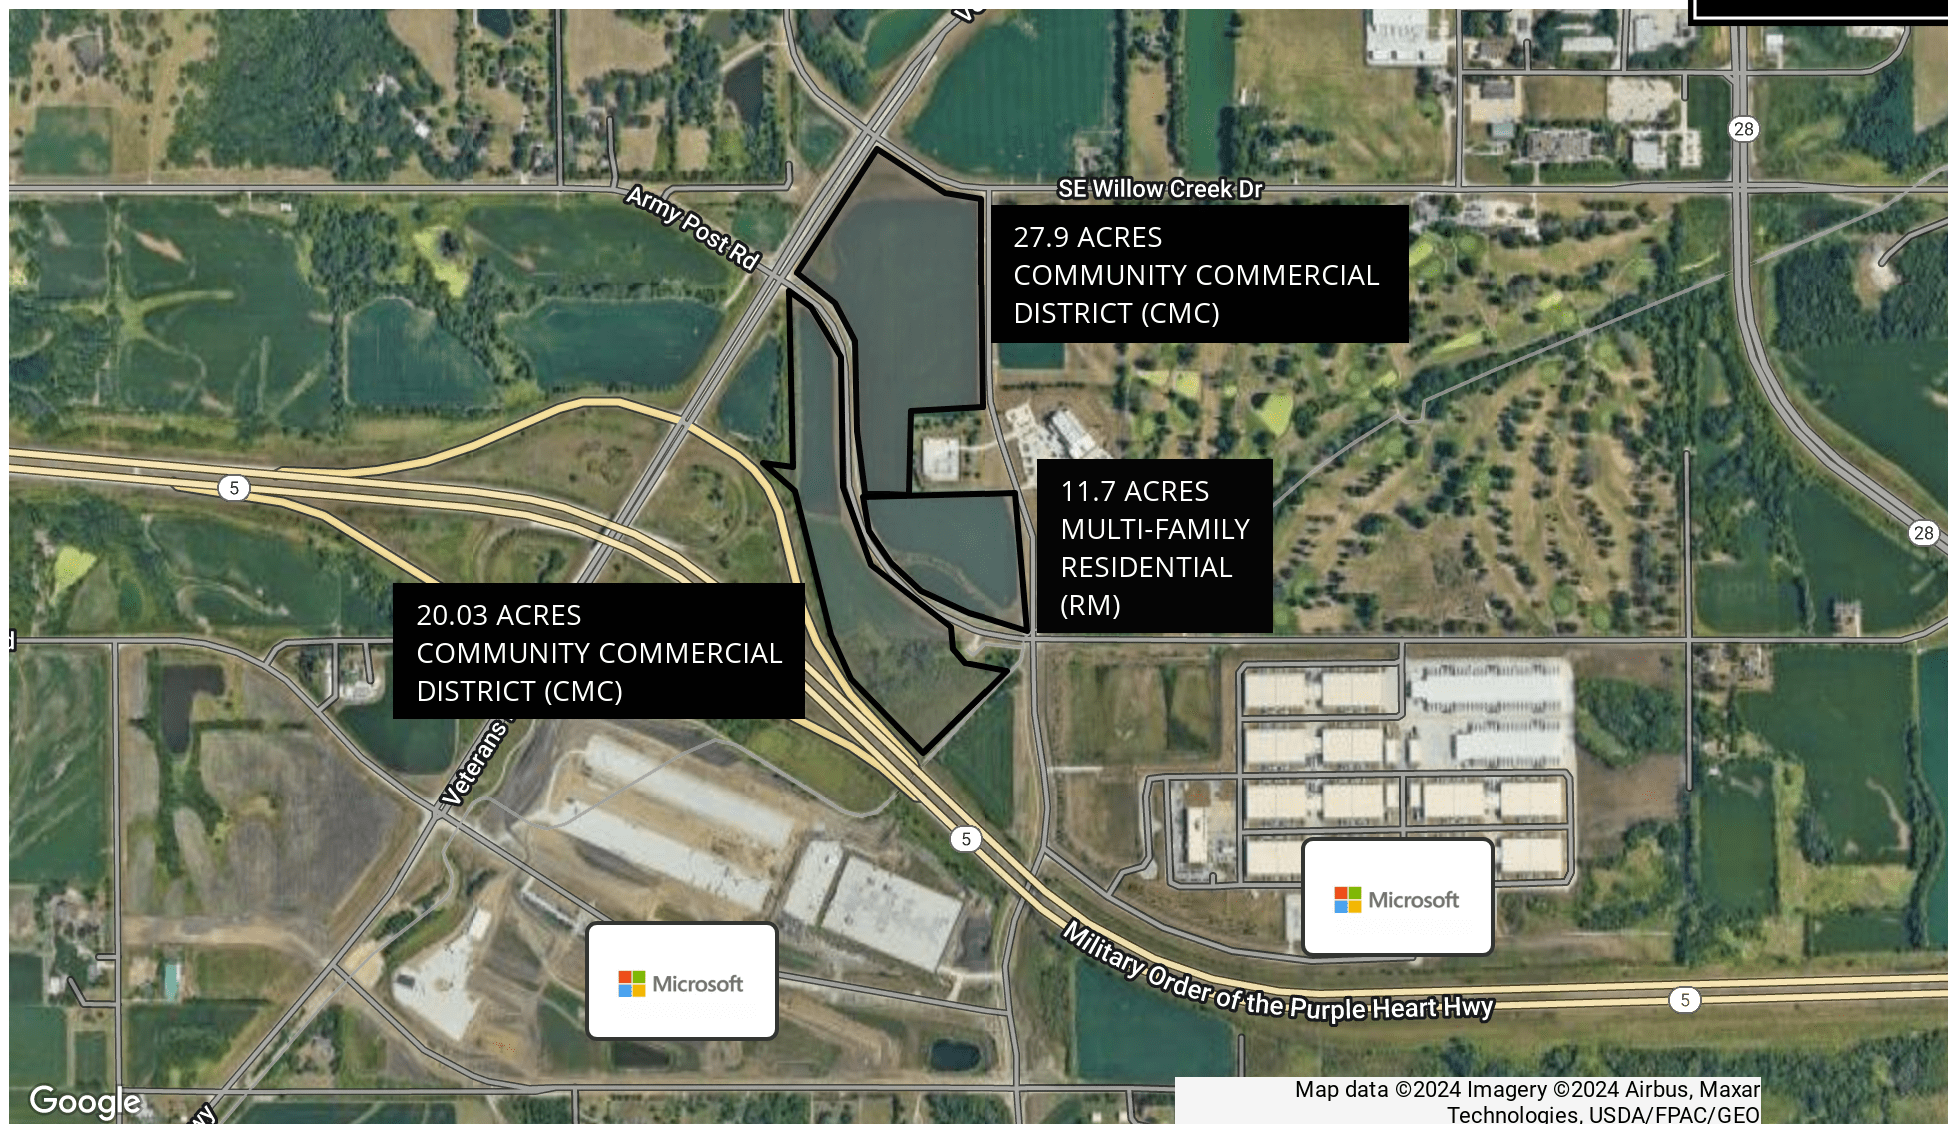 28
SE Willow Creek Dr
Army Post Rd
27.9 ACRES
COMMUNITY COMMERCIAL
DISTRICT (CMC)
5
11.7 ACRES
MULTI-FAMILY
RESIDENTIAL
(RM)
28
20.03 ACRES
COMMUNITY COMMERCIAL
DISTRICT (CMC)
Veterans
5
Microsoft
Microsoft
Military Order of the Purple Heart Hwy
5
Google
Map data ©2024 Imagery ©2024 Airbus, Maxar
Technologies, USDA/FPAC/GEO